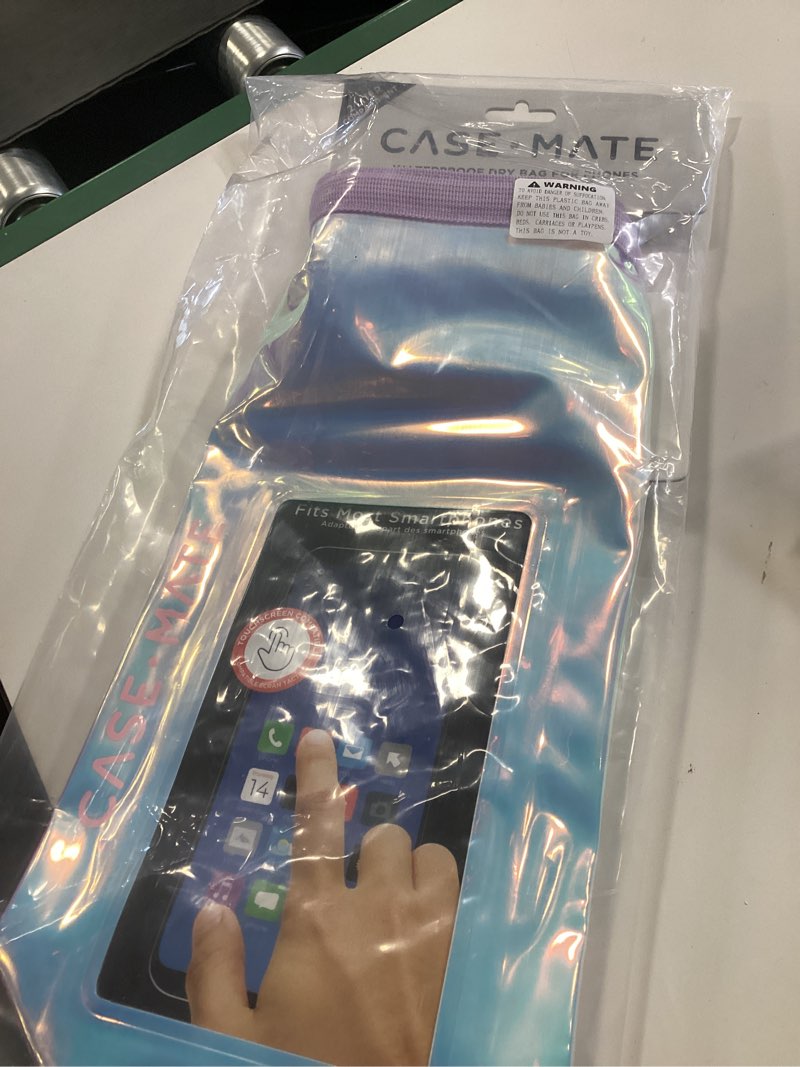 CASE·MATE
WATERPROOF DRY BAG FOR PHONES
⚠ WARNING
TO AVOID DANGER OF SUFFOCATION,
KEEP THIS PLASTIC BAG AWAY
FROM BABIES AND CHILDREN.
DO NOT USE THIS BAG IN CRIBS,
BEDS, CARRIAGES OR PLAYPENS.
THIS BAG IS NOT A TOY.
Fits Most Smartphones
CASE·MATE
TOUCHSCREEN
14